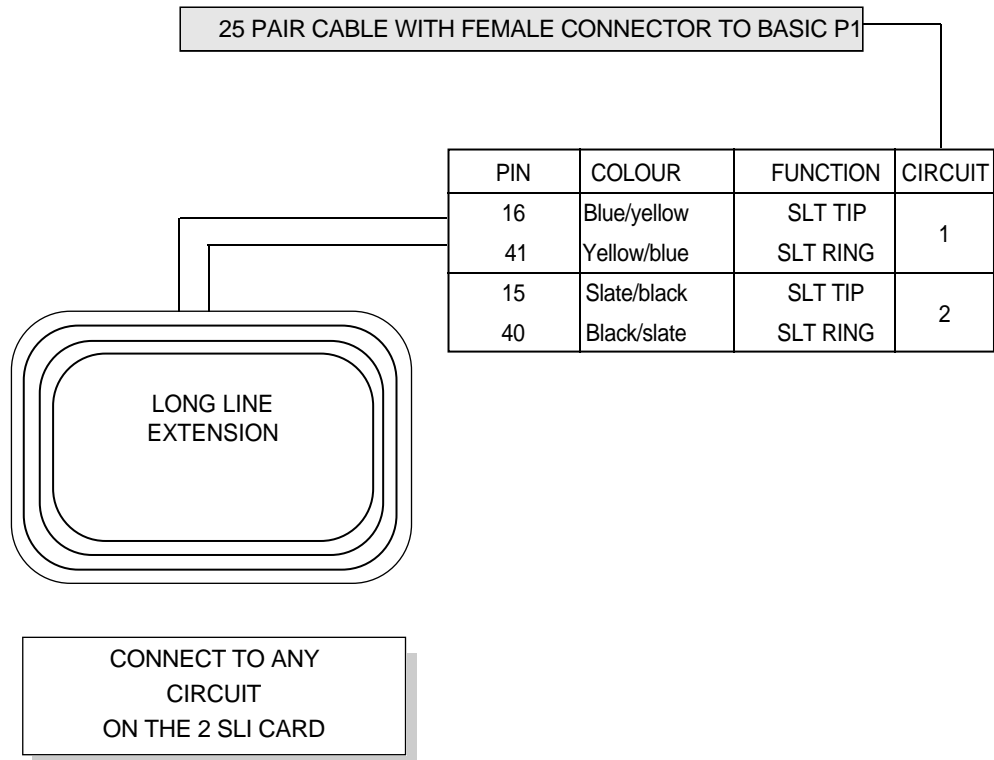 25 PAIR CABLE WITH FEMALE CONNECTOR TO BASIC P1
PIN COLOUR FUNCTION CIRCUIT
16 Blue/yellow SLT TIP
1
41 Yellow/blue SLT RING
15 Slate/black SLT TIP
2
40 Black/slate SLT RING
LONG LINE
EXTENSION
CONNECT TO ANY
CIRCUIT
ON THE 2 SLI CARD